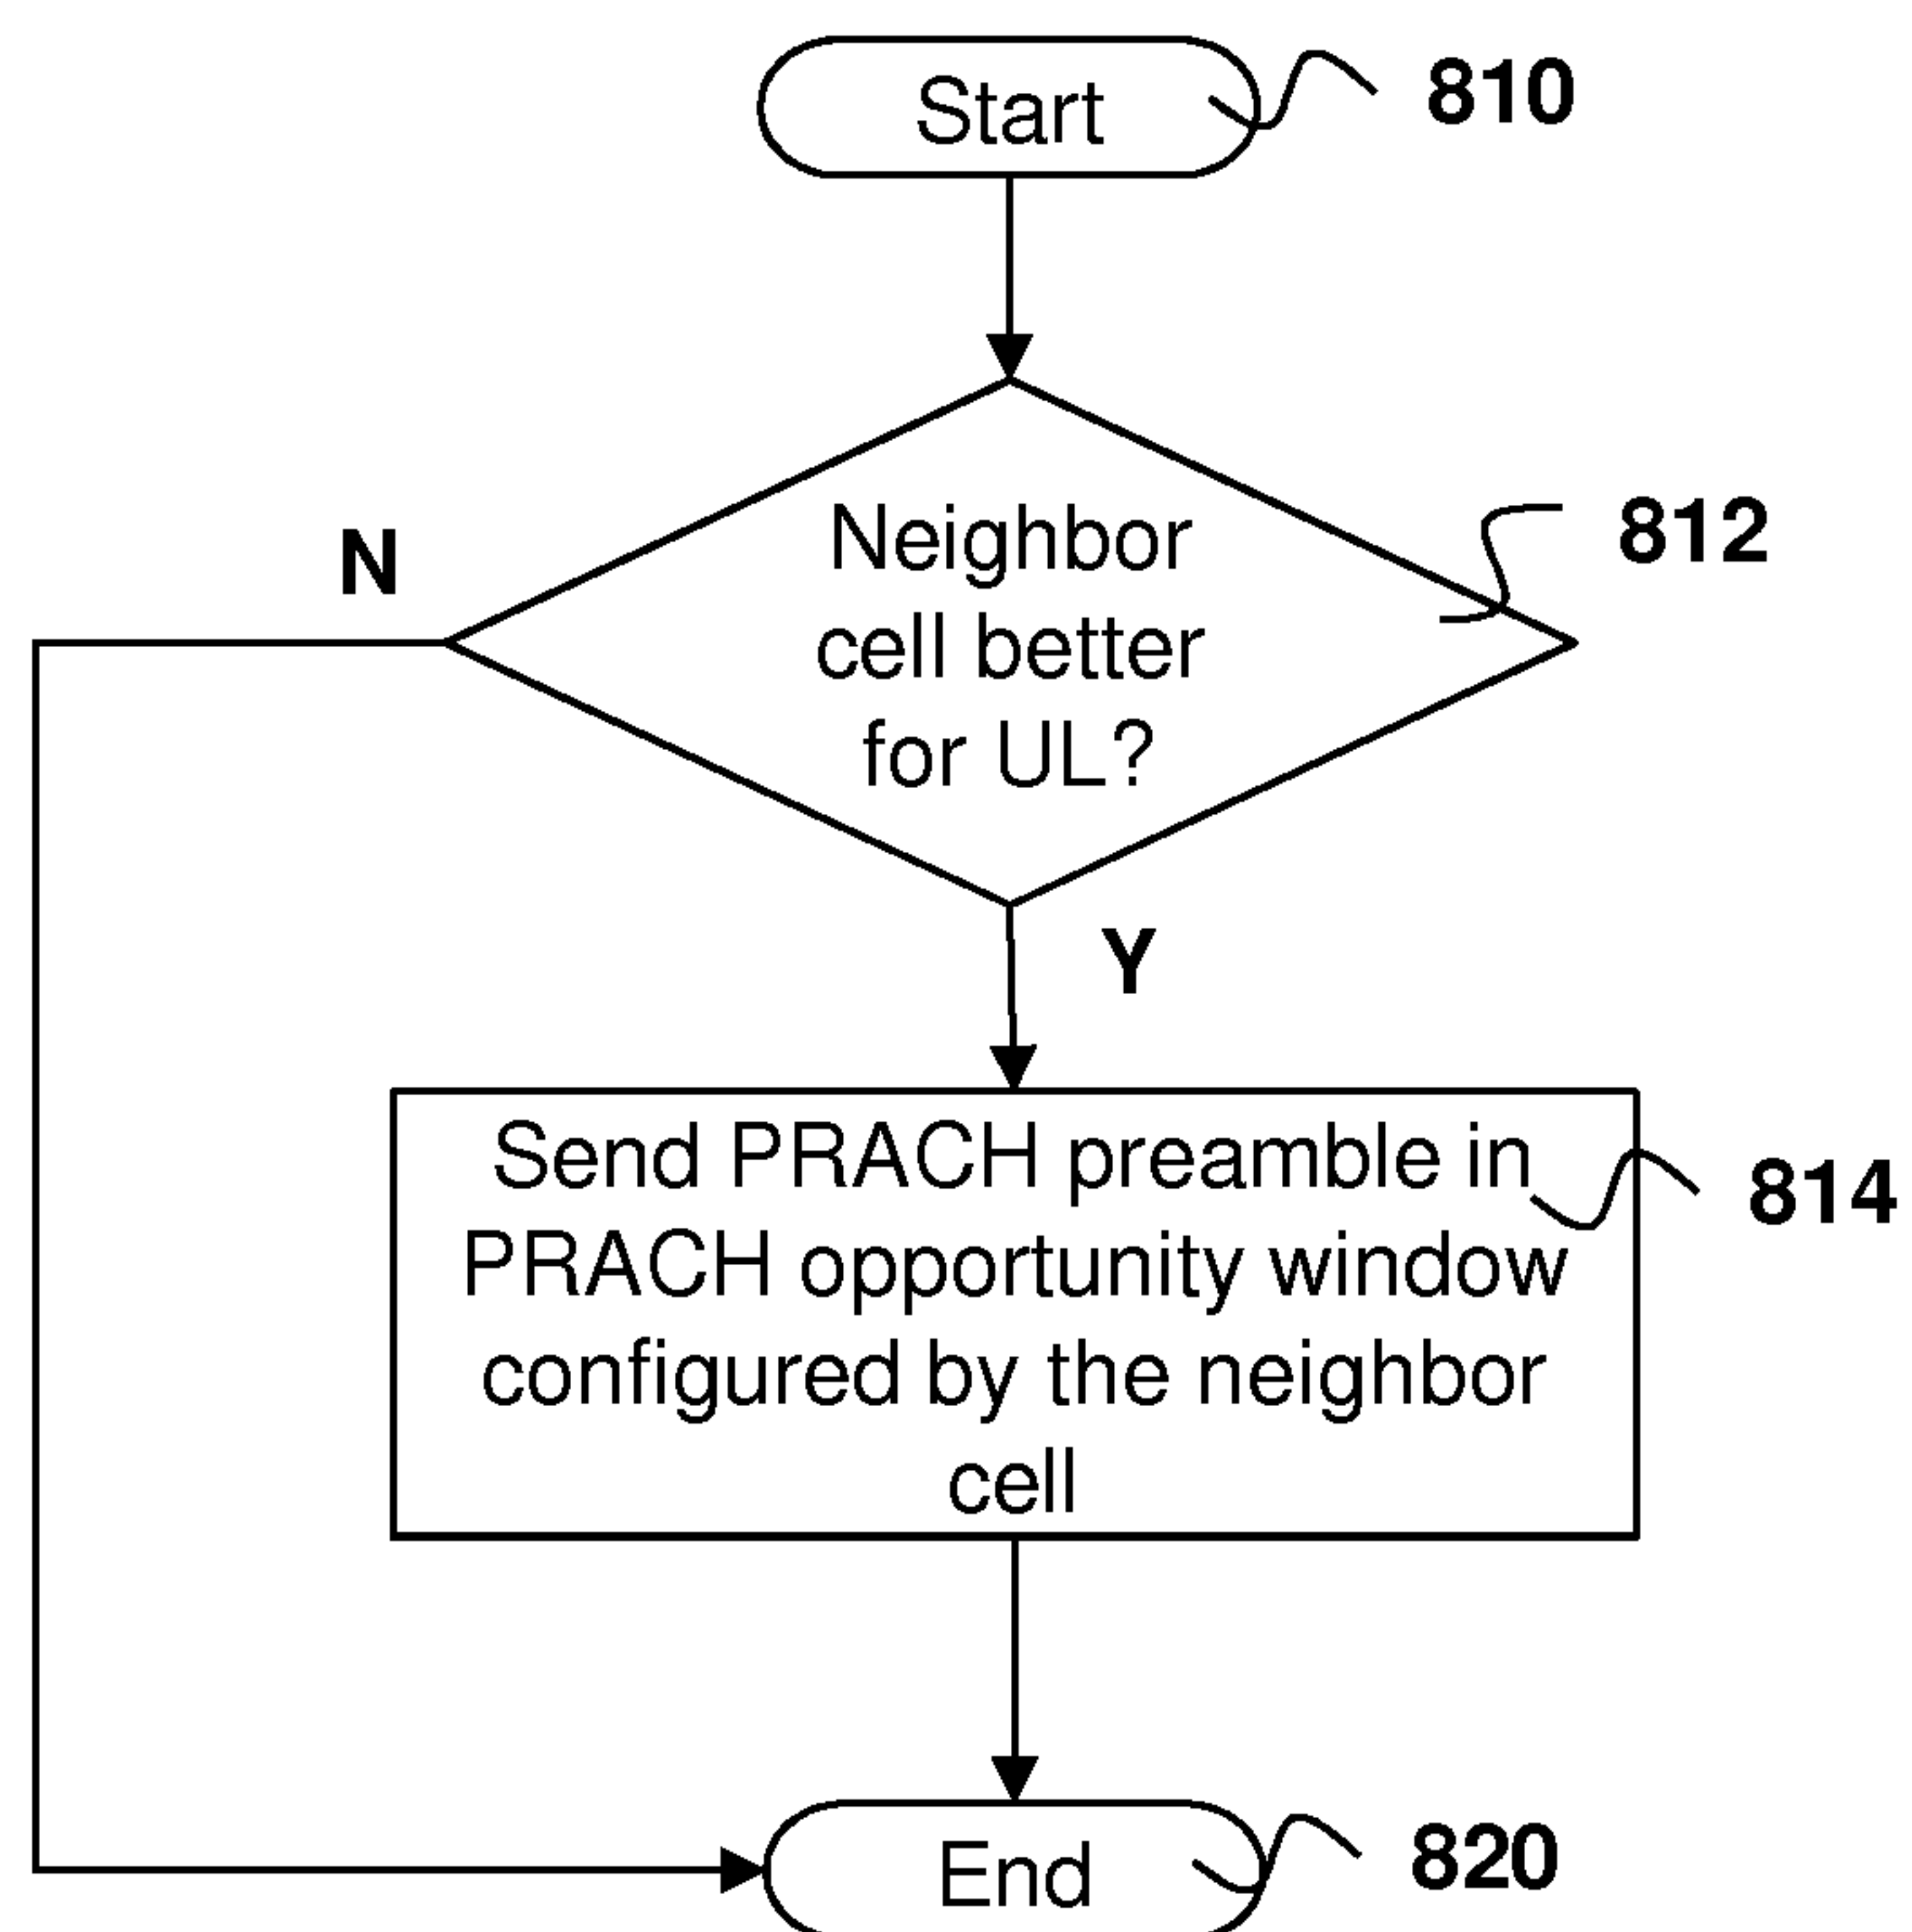 Start
810
Neighbor
cell better
for UL?
812
N
Y
Send PRACH preamble in
PRACH opportunity window
configured by the neighbor
cell
814
End
820